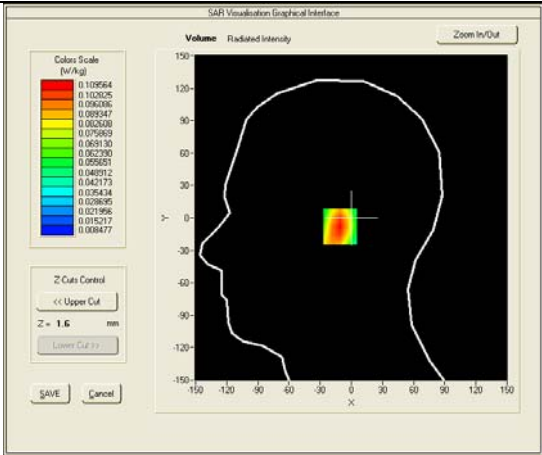 SAR Visualisation Graphical Interface
Volume Radiated Intensity
Zoom In/Out
Colors Scale
(W/kg)
0.109564
0.102825
0.096086
0.089347
0.082608
0.075869
0.069130
0.062390
0.055651
0.048912
0.042173
0.035434
0.028695
0.021956
0.015217
0.008477
150
120
90
60
30
0
-30
-60
-90
-120
-150
Y
-150 -120 -90 -60 -30 0 30 60 90 120 150
X
Z Cuts Control
<< Upper Cut
Z = 1.6 mm
Lower Cut >>
SAVE Cancel